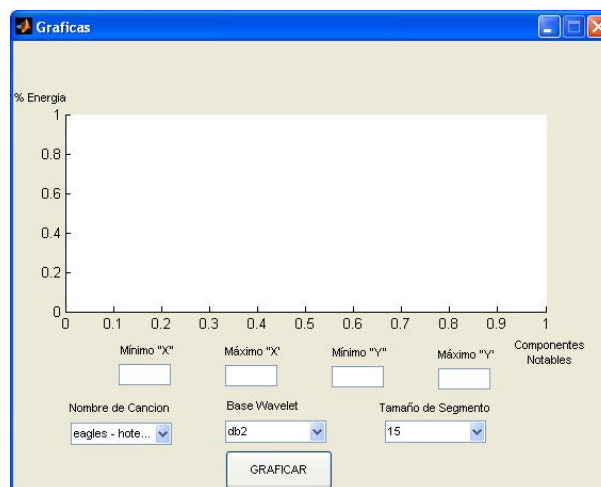 Graficas
% Energia
1
0.8
0.6
0.4
0.2
0
0 0.1 0.2 0.3 0.4 0.5 0.6 0.7 0.8 0.9 1
Componentes
Notables
Mínimo "X" Máximo "X" Mínimo "Y" Máximo "Y"
Nombre de Cancion Base Wavelet Tamaño de Segmento
eagles - hote... db2 15
GRAFICAR